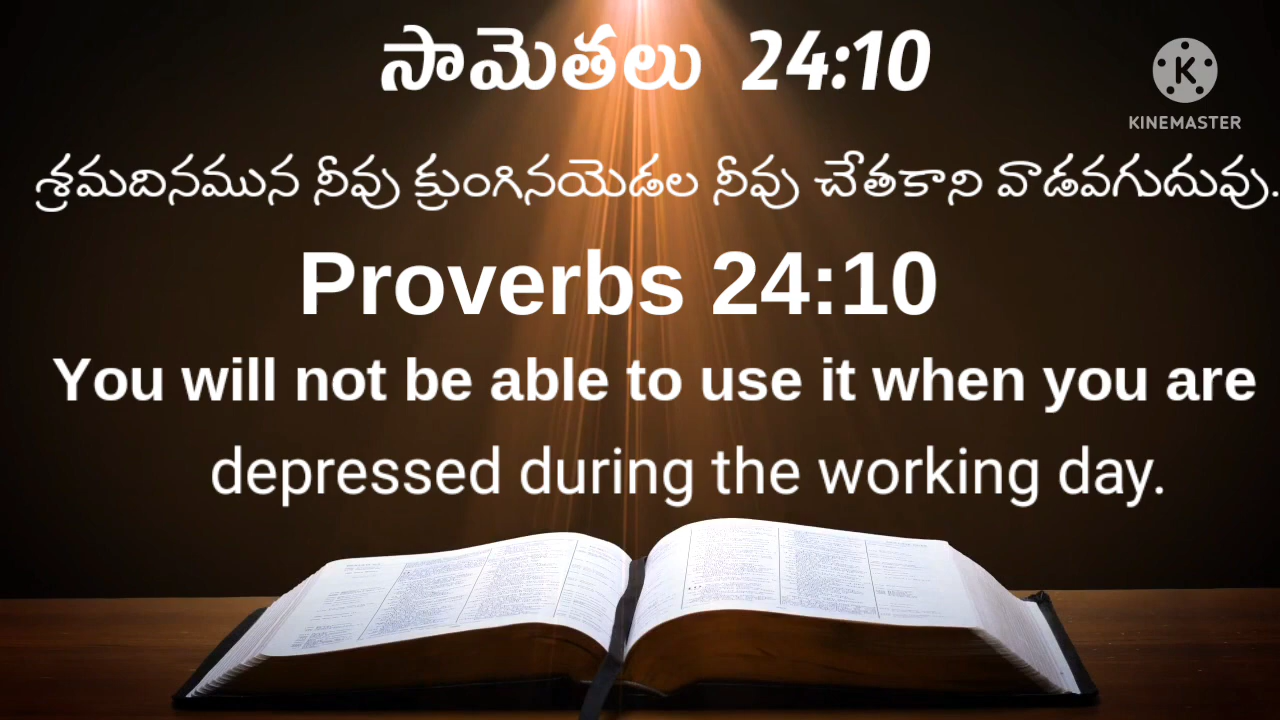 సామెతలు 24:10
K
KINEMASTER
శ్రమదినమున నీవు క్రుంగినయెడల నీవు చేతకాని వాడవగుదువు.
Proverbs 24:10
You will not be able to use it when you are
depressed during the working day.